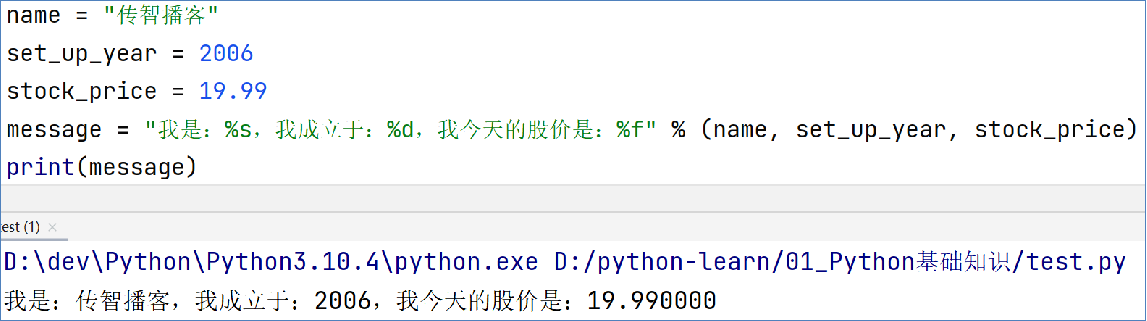 name = "传智播客"
set_up_year = 2006
stock_price = 19.99
message = "我是：%s，我成立于：%d，我今天的股价是：%f" % (name, set_up_year, stock_price)
print(message)
est (1) ×
D:\dev\Python\Python3.10.4\python.exe D:/python-learn/01_Python基础知识/test.py
我是：传智播客，我成立于：2006，我今天的股价是：19.990000